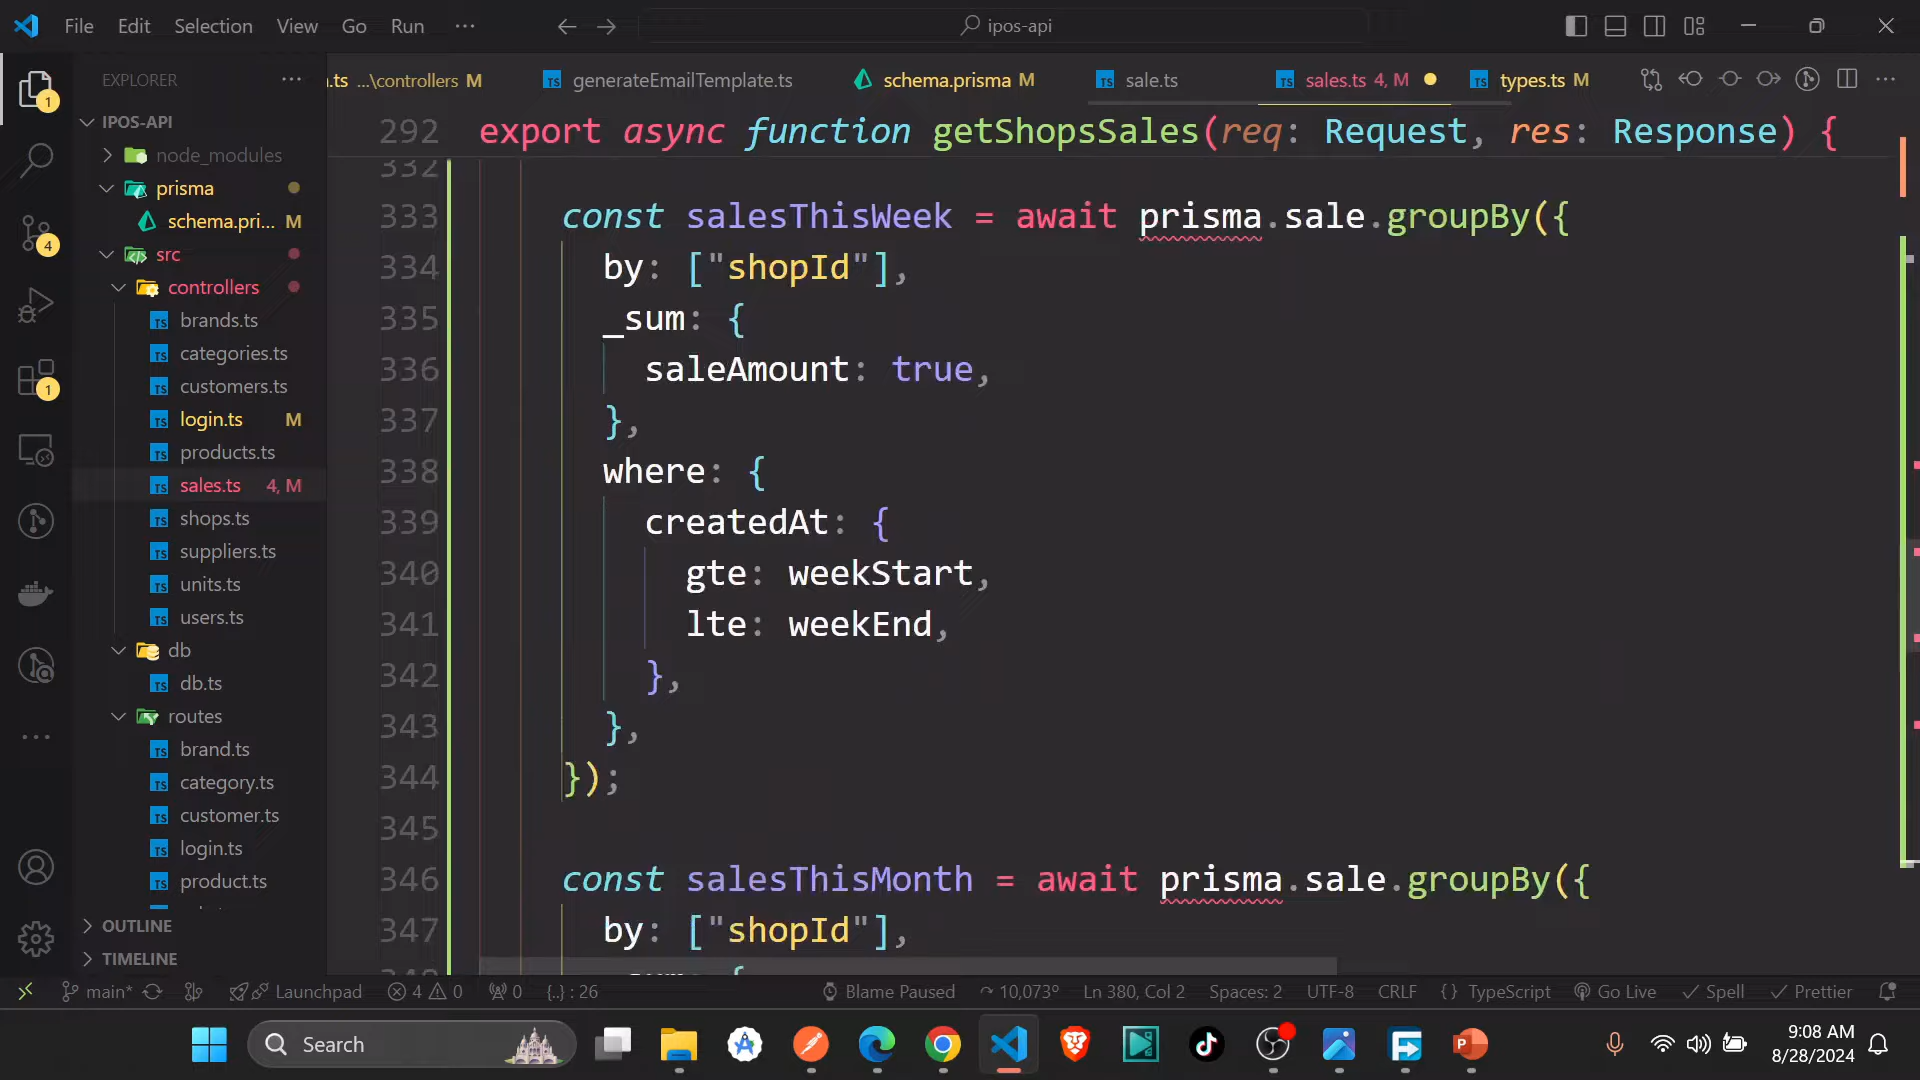 File Edit Selection View Go Run ··· ipos-api
EXPLORER ···
IPOS-API
node_modules
prisma
schema.pri... M
src
controllers
brands.ts
categories.ts
customers.ts
login.ts M
products.ts
sales.ts 4, M
shops.ts
suppliers.ts
units.ts
users.ts
db
db.ts
routes
brand.ts
category.ts
customer.ts
login.ts
product.ts
OUTLINE
TIMELINE
1
4
1
.ts ...\controllers M generateEmailTemplate.ts schema.prisma M sale.ts sales.ts 4, M types.ts M
292 export async function getShopsSales(req: Request, res: Response) {
332
333 const salesThisWeek = await prisma.sale.groupBy({
334 by: ["shopId"],
335 _sum: {
336 saleAmount: true,
337 },
338 where: {
339 createdAt: {
340 gte: weekStart,
341 lte: weekEnd,
342 },
343 },
344 });
345
346 const salesThisMonth = await prisma.sale.groupBy({
347 by: ["shopId"],
main* Launchpad 4 0 0 {..} : 26 Blame Paused 10,073º Ln 380, Col 2 Spaces: 2 UTF-8 CRLF {} TypeScript Go Live Spell Prettier
Search
9:08 AM
8/28/2024